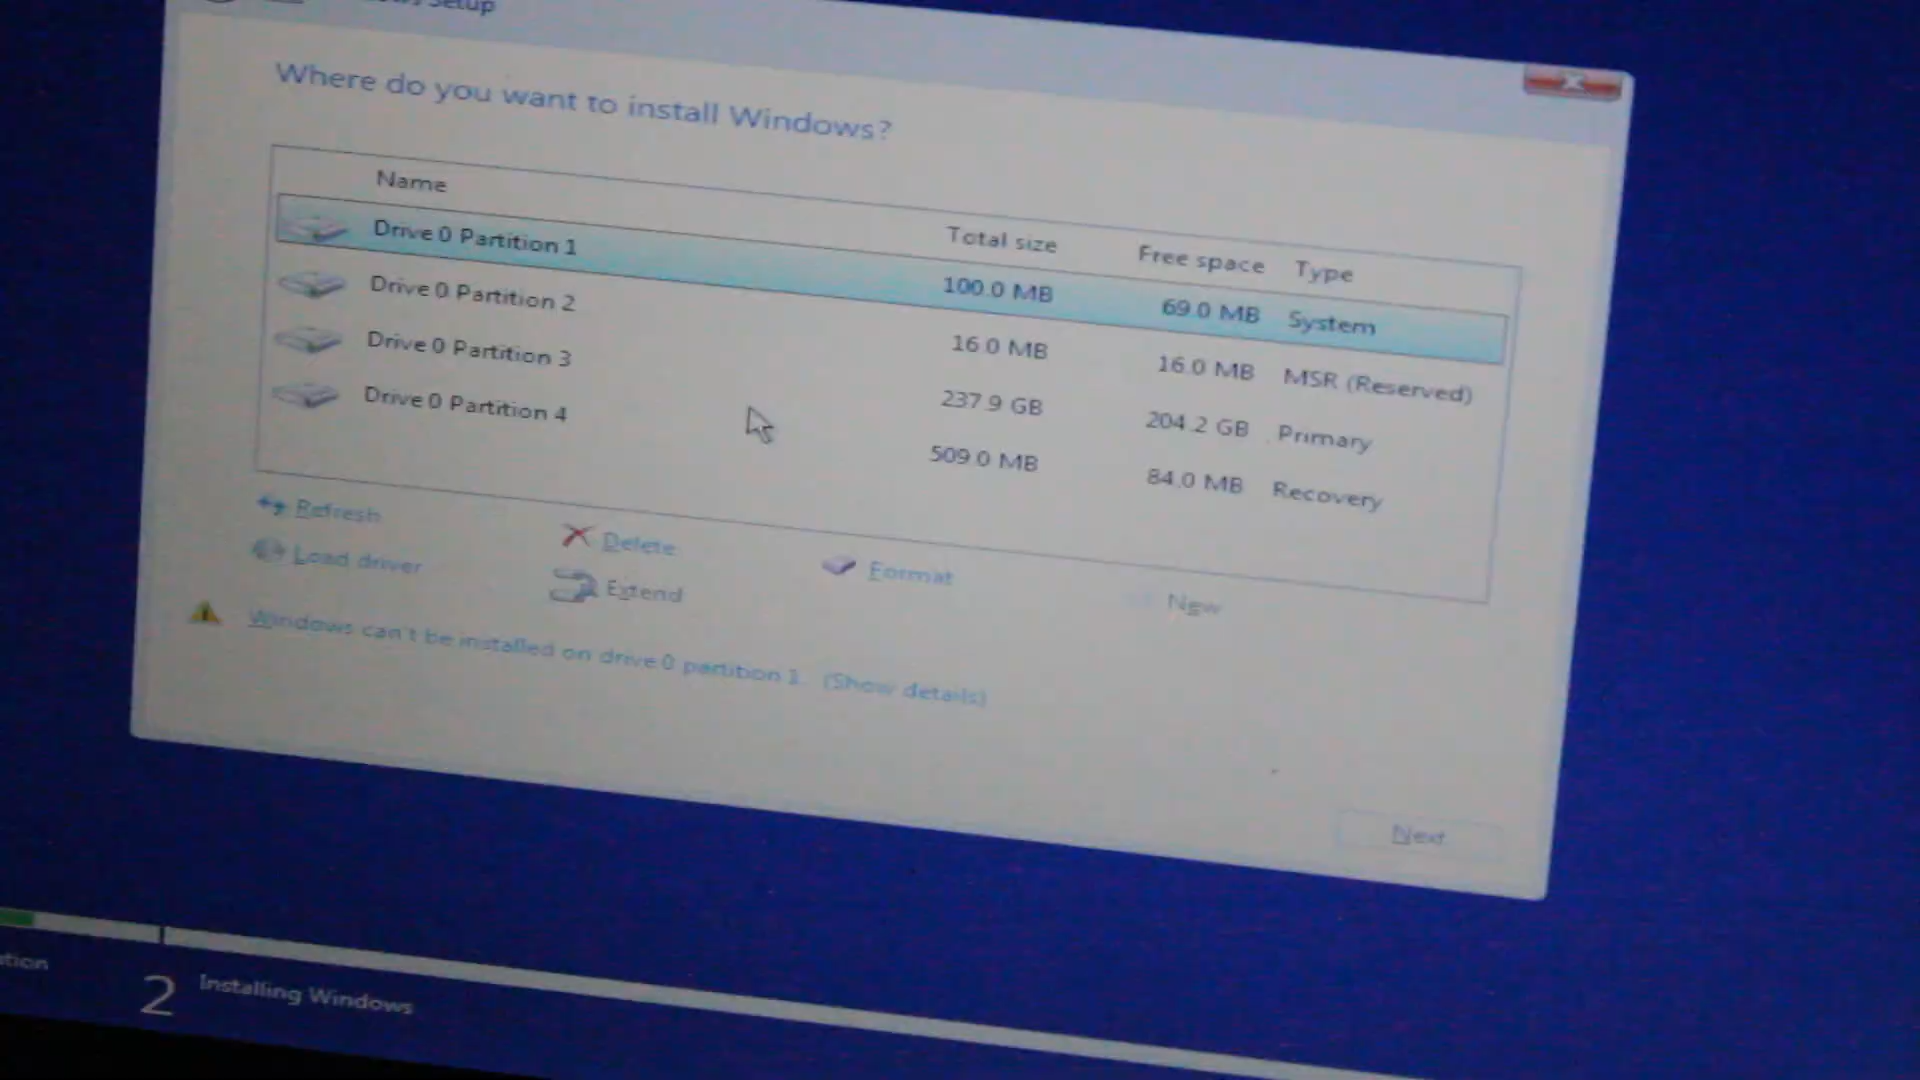 Setup
Where do you want to install Windows?
Name Total size Free space Type
Drive 0 Partition 1 100.0 MB 69.0 MB System
Drive 0 Partition 2 16.0 MB 16.0 MB MSR (Reserved)
Drive 0 Partition 3 237.9 GB 204.2 GB Primary
Drive 0 Partition 4 509.0 MB 84.0 MB Recovery
Refresh Delete Format New
Load driver Extend
Windows can't be installed on drive 0 partition 1. (Show details)
Next
2 Installing Windows